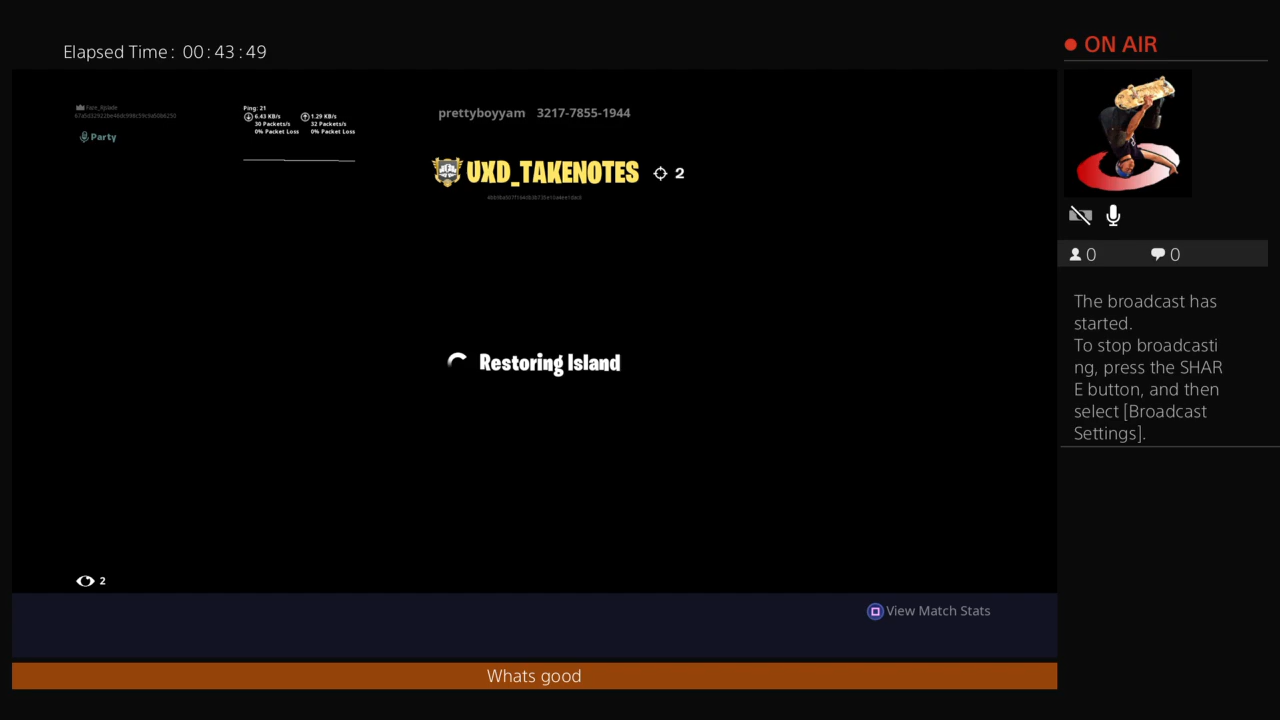 Elapsed Time: 00:43:49
ON AIR
Ping: 21
6.43 KB/s 1.29 KB/s
30 Packets/s 32 Packets/s
0% Packet Loss 0% Packet Loss
Party
prettyboyyam 3217-7855-1944
UXD_TAKENOTES 2
0 0
The broadcast has
started.
To stop broadcasti
ng, press the SHAR
E button, and then
select [Broadcast
Settings].
Restoring Island
2
View Match Stats
Whats good